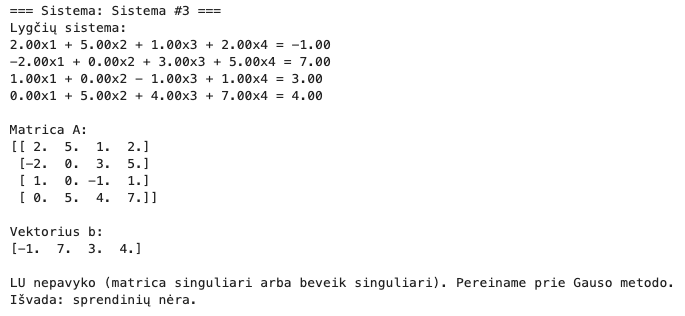 === Sistema: Sistema #3 ===
Lygčių sistema:
2.00x1 + 5.00x2 + 1.00x3 + 2.00x4 = -1.00
-2.00x1 + 0.00x2 + 3.00x3 + 5.00x4 = 7.00
1.00x1 + 0.00x2 - 1.00x3 + 1.00x4 = 3.00
0.00x1 + 5.00x2 + 4.00x3 + 7.00x4 = 4.00
Matrica A:
[[ 2.  5.  1.  2.]
 [-2.  0.  3.  5.]
 [ 1.  0. -1.  1.]
 [ 0.  5.  4.  7.]]
Vektorius b:
[-1.  7.  3.  4.]
LU nepavyko (matrica singuliari arba beveik singuliari). Pereiname prie Gauso metodo.
Išvada: sprendinių nėra.